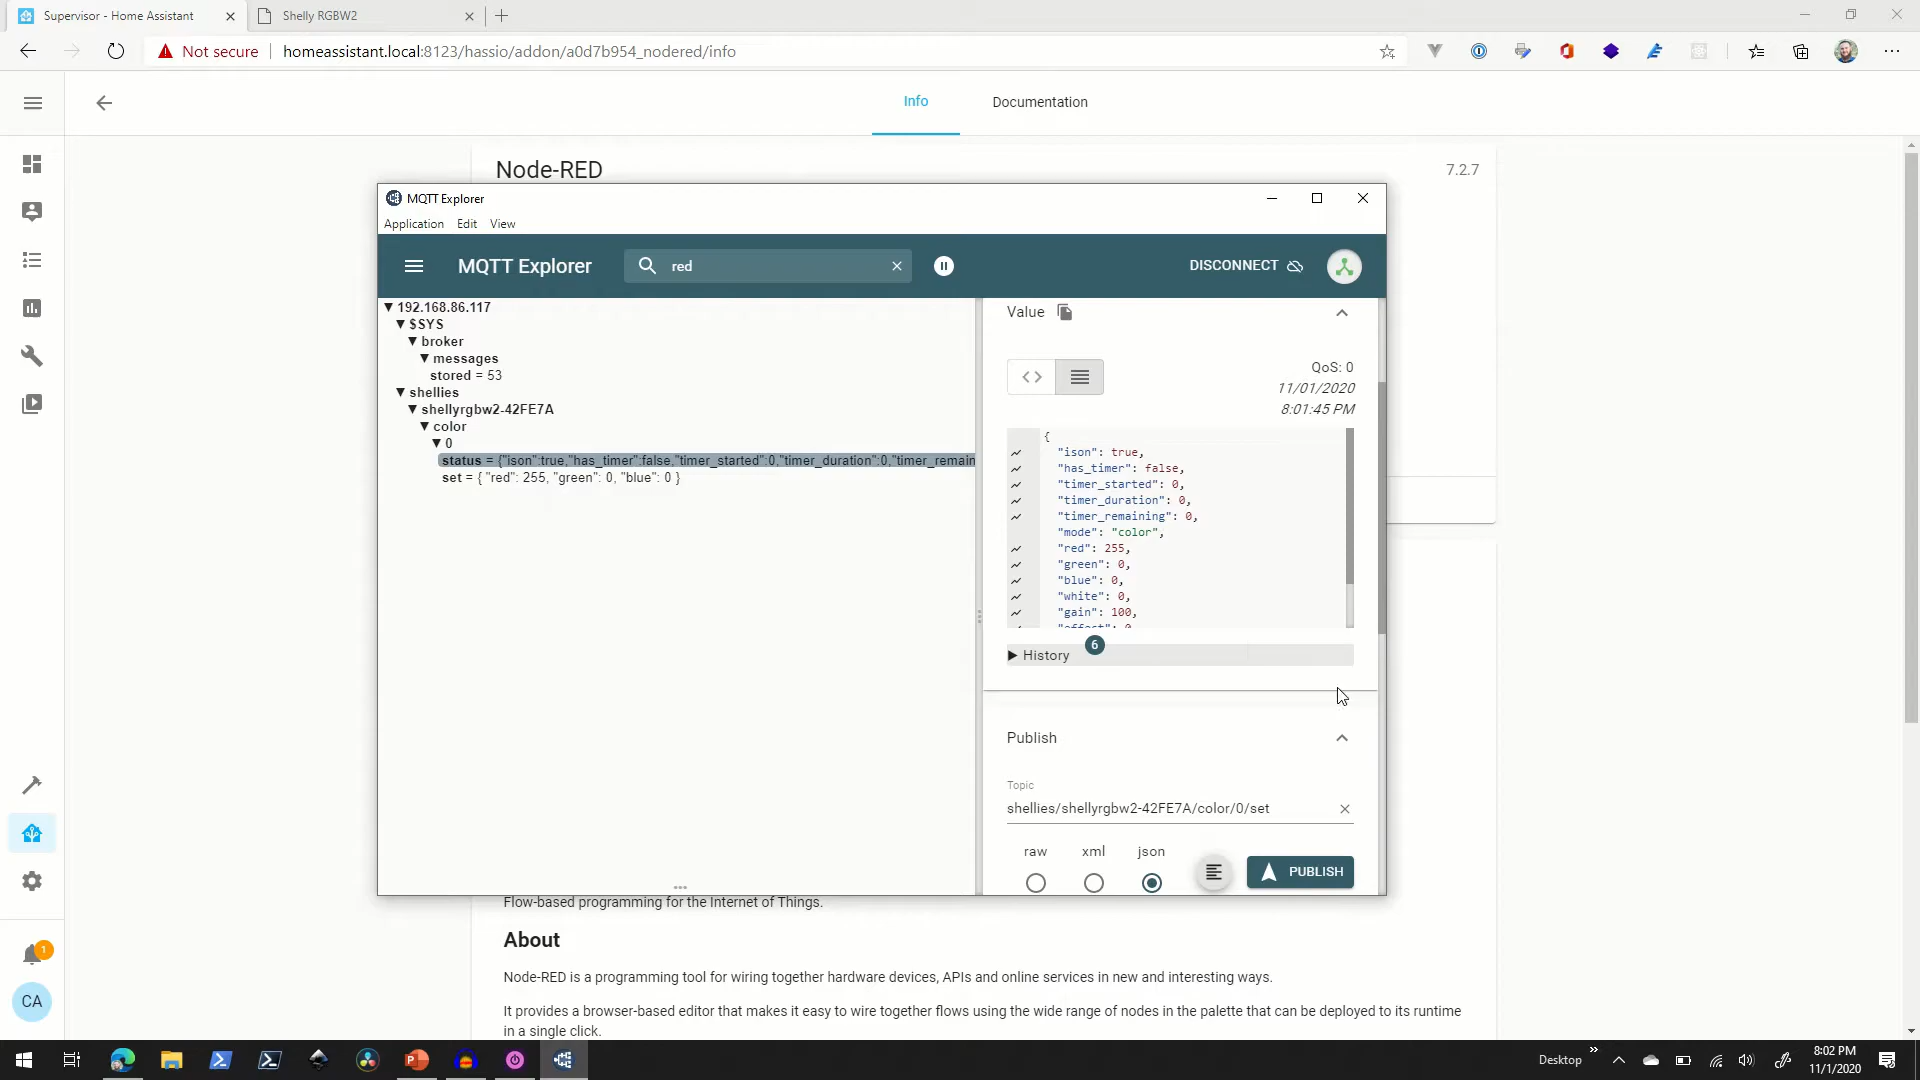 Supervisor - Home Assistant
Shelly RGBW2
Not secure
homeassistant.local:8123/hassio/addon/a0d7b954_nodered/info
Info
Documentation
Node-RED
7.2.7
MQTT Explorer
Application Edit View
MQTT Explorer
red
DISCONNECT
192.168.86.117
$SYS
broker
messages
stored = 53
shellies
shellyrgbw2-42FE7A
color
0
status = {"ison":true,"has_timer":false,"timer_started":0,"timer_duration":0,"timer_remain
set = { "red": 255, "green": 0, "blue": 0 }
Value
QoS: 0
11/01/2020
8:01:45 PM
{
"ison": true,
"has_timer": false,
"timer_started": 0,
"timer_duration": 0,
"timer_remaining": 0,
"mode": "color",
"red": 255,
"green": 0,
"blue": 0,
"white": 0,
"gain": 100,
"effect": 0
History
6
Publish
Topic
shellies/shellyrgbw2-42FE7A/color/0/set
raw
xml
json
PUBLISH
Flow-based programming for the Internet of Things.
About
Node-RED is a programming tool for wiring together hardware devices, APIs and online services in new and interesting ways.
It provides a browser-based editor that makes it easy to wire together flows using the wide range of nodes in the palette that can be deployed to its runtime
in a single click.
1
CA
Desktop
8:02 PM
11/1/2020